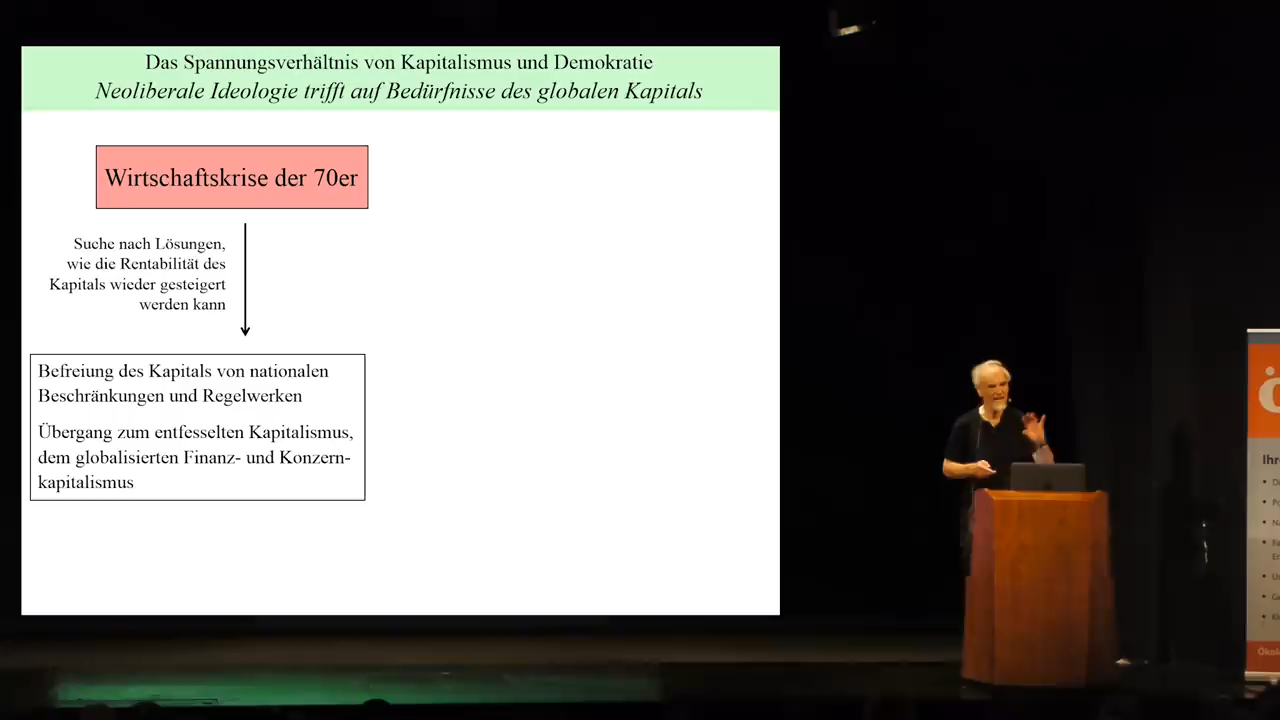 Das Spannungsverhältnis von Kapitalismus und Demokratie
Neoliberale Ideologie trifft auf Bedürfnisse des globalen Kapitals
Wirtschaftskrise der 70er
Suche nach Lösungen,
wie die Rentabilität des
Kapitals wieder gesteigert
werden kann
Befreiung des Kapitals von nationalen
Beschränkungen und Regelwerken
Übergang zum entfesselten Kapitalismus,
dem globalisierten Finanz- und Konzern-
kapitalismus
ö
Ihre